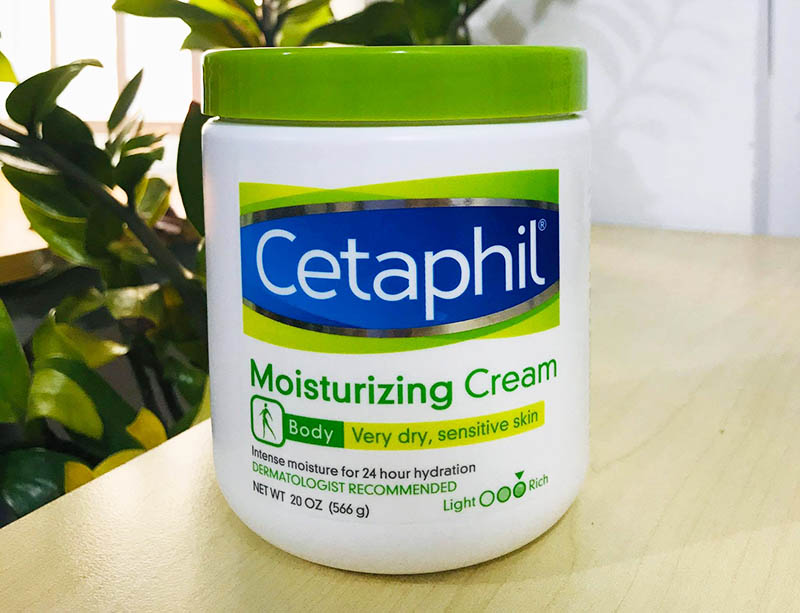 Cetaphil®
Moisturizing Cream
Body Very dry, sensitive skin
Intense moisture for 24 hour hydration
DERMATOLOGIST RECOMMENDED
NET WT 20 OZ (566 g)
Light Rich